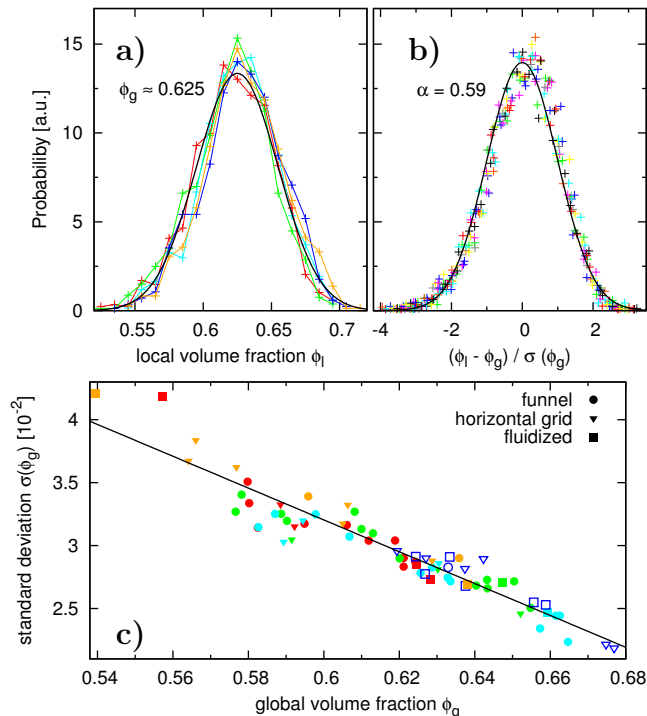 a)
ϕg ≈ 0.625
b)
α = 0.59
Probabiliby [a.u.]
15
10
5
0
0.55 0.6 0.65 0.7
local volume fraction ϕl
-4 -2 0 2
(ϕl - ϕg) / σ (ϕg)
funnel
horizontal grid
fluidized
standard deviation σ(ϕg) [10-2]
4
3.5
3
2.5
c)
0.54 0.56 0.58 0.6 0.62 0.64 0.66 0.68
global volume fraction ϕg